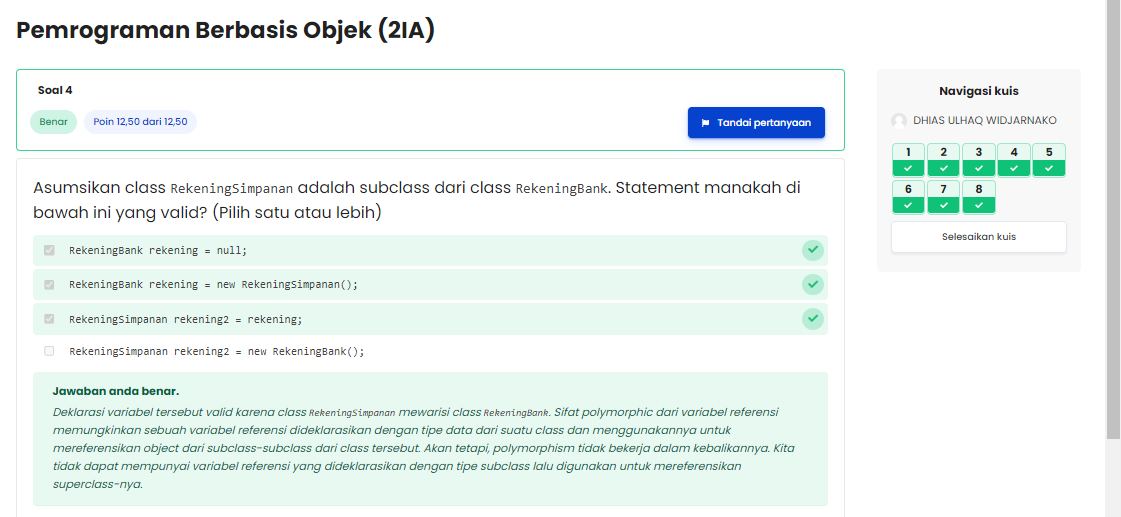 Pemrograman Berbasis Objek (2IA)
Soal 4
Benar
Poin 12,50 dari 12,50
Tandai pertanyaan
Asumsikan class RekeningSimpanan adalah subclass dari class RekeningBank. Statement manakah di
bawah ini yang valid? (Pilih satu atau lebih)
RekeningBank rekening = null;
RekeningBank rekening = new RekeningSimpanan();
RekeningSimpanan rekening2 = rekening;
RekeningSimpanan rekening2 = new RekeningBank();
Jawaban anda benar.
Deklarasi variabel tersebut valid karena class RekeningSimpanan mewarisi class RekeningBank. Sifat polymorphic dari variabel referensi
memungkinkan sebuah variabel referensi dideklarasikan dengan tipe data dari suatu class dan menggunakannya untuk
mereferensikan object dari subclass-subclass dari class tersebut. Akan tetapi, polymorphism tidak bekerja dalam kebalikannya. Kita
tidak dapat mempunyai variabel referensi yang dideklarasikan dengan tipe subclass lalu digunakan untuk mereferensikan
superclass-nya.
Navigasi kuis
DHIAS ULHAQ WIDJARNAKO
1 2 3 4 5
6 7 8
Selesaikan kuis